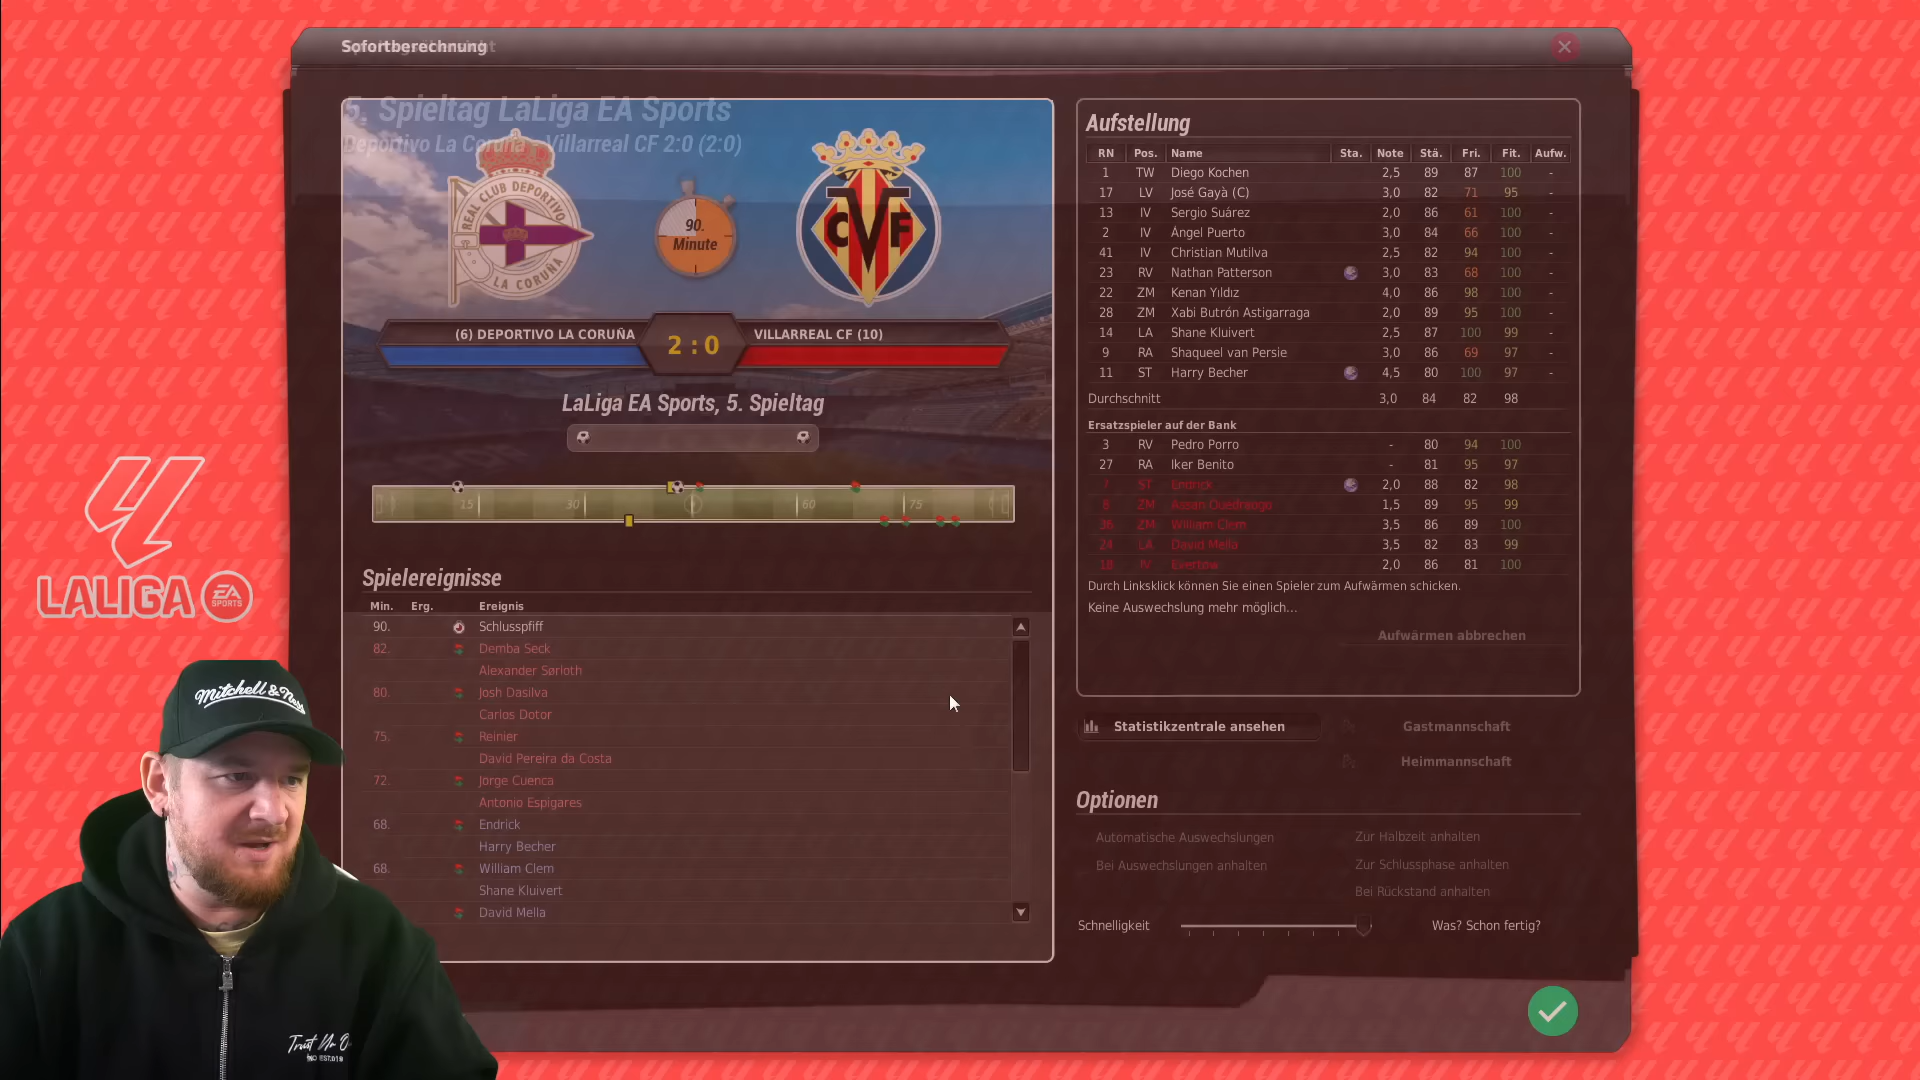 Sofortberechnung
5. Spieltag LaLiga EA Sports
Deportivo La Coruña - Villarreal CF 2:0 (2:0)
REAL CLUB DEPORTIVO
LA CORUÑA
90.
Minute
CVF
(6) DEPORTIVO LA CORUÑA
2 : 0
VILLARREAL CF (10)
LaLiga EA Sports, 5. Spieltag
15 30 60 75
Spielereignisse
Min. Erg. Ereignis
90. Schlusspfiff
82. Demba Seck
Alexander Sørloth
80. Josh Dasilva
Carlos Dotor
75. Reinier
David Pereira da Costa
72. Jorge Cuenca
Antonio Espigares
68. Endrick
Harry Becher
68. William Clem
Shane Kluivert
David Mella
Aufstellung
RN Pos. Name Sta. Note Stä. Fri. Fit. Aufw.
1 TW Diego Kochen 2,5 89 87 100 -
17 LV José Gayà (C) 3,0 82 71 95 -
13 IV Sergio Suárez 2,0 86 61 100 -
2 IV Ángel Puerto 3,0 84 66 100 -
41 IV Christian Mutilva 2,5 82 94 100 -
23 RV Nathan Patterson 3,0 83 68 100 -
22 ZM Kenan Yıldız 4,0 86 98 100 -
28 ZM Xabi Butrón Astigarraga 2,0 89 95 100 -
14 LA Shane Kluivert 2,5 87 100 99 -
9 RA Shaqueel van Persie 3,0 86 69 97 -
11 ST Harry Becher 4,5 80 100 97 -
Durchschnitt 3,0 84 82 98
Ersatzspieler auf der Bank
3 RV Pedro Porro - 80 94 100
27 RA Iker Benito - 81 95 97
7 ST Endrick 2,0 88 82 98
ZM Assan Ouedraogo 1,5 89 95 99
36 ZM William Clem 3,5 86 89 100
24 LA David Mella 3,5 82 83 99
18 IV Everton 2,0 86 81 100
Durch Linksklick können Sie einen Spieler zum Aufwärmen schicken.
Keine Auswechslung mehr möglich...
Aufwärmen abbrechen
Statistikzentrale ansehen
Gastmannschaft
Heimmannschaft
Optionen
Automatische Auswechslungen
Zur Halbzeit anhalten
Bei Auswechslungen anhalten
Zur Schlussphase anhalten
Bei Rückstand anhalten
Schnelligkeit
Was? Schon fertig?
LALIGA
EA
SPORTS
Mitchell & Ness